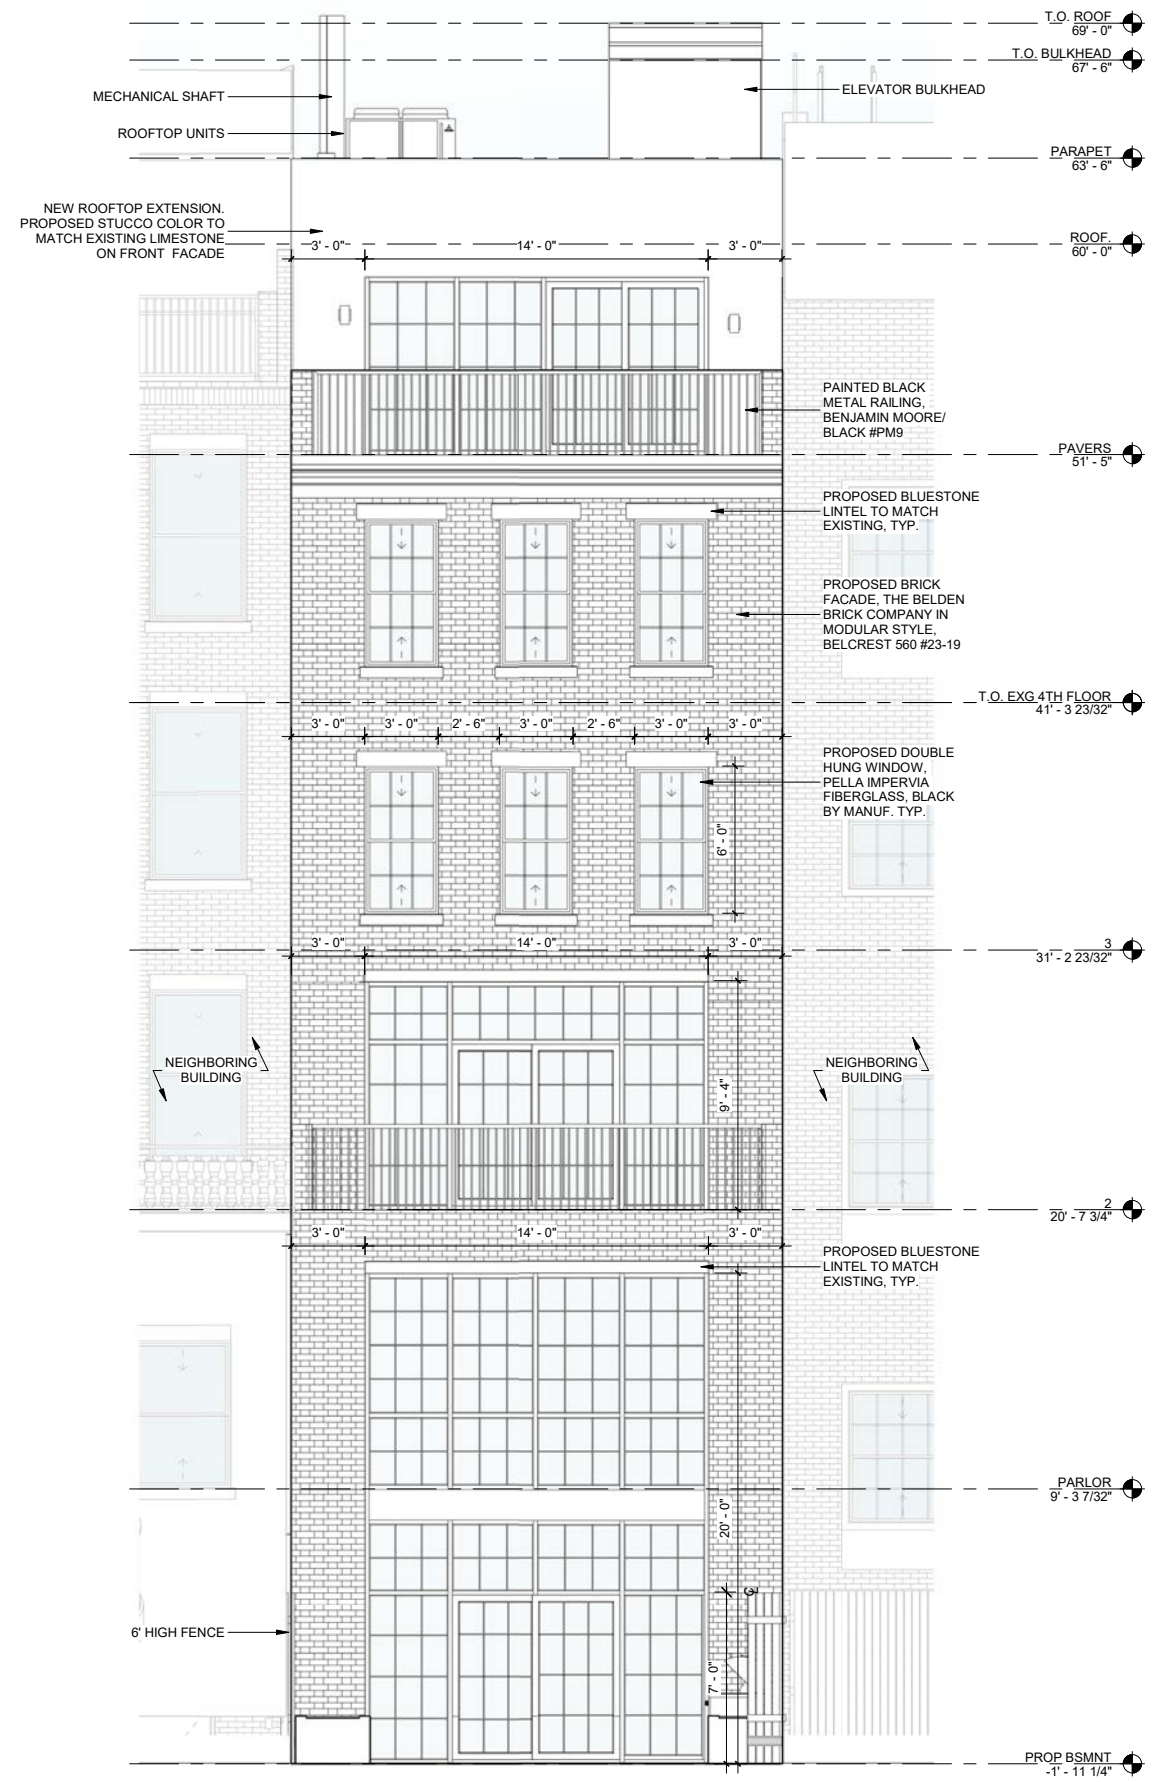 T.O. ROOF
69' - 0"
T.O. BULKHEAD
67' - 6"
MECHANICAL SHAFT
ELEVATOR BULKHEAD
ROOFTOP UNITS
PARAPET
63' - 6"
NEW ROOFTOP EXTENSION.
PROPOSED STUCCO COLOR TO
MATCH EXISTING LIMESTONE
ON FRONT FACADE
3' - 0" 14' - 0" 3' - 0"
ROOF.
60' - 0"
PAINTED BLACK
METAL RAILING,
BENJAMIN MOORE/
BLACK #PM9
PAVERS
51' - 5"
PROPOSED BLUESTONE
LINTEL TO MATCH
EXISTING, TYP.
PROPOSED BRICK
FACADE, THE BELDEN
BRICK COMPANY IN
MODULAR STYLE,
BELCREST 560 #23-19
T.O. EXG 4TH FLOOR
41' - 3 23/32"
3' - 0" 3' - 0" 2' - 6" 3' - 0" 2' - 6" 3' - 0" 3' - 0"
PROPOSED DOUBLE
HUNG WINDOW,
PELLA IMPERVIA
FIBERGLASS, BLACK
BY MANUF. TYP.
6' - 0"
3' - 0" 14' - 0" 3' - 0"
3
31' - 2 23/32"
NEIGHBORING
BUILDING
9' - 4"
NEIGHBORING
BUILDING
2
20' - 7 3/4"
3' - 0" 14' - 0" 3' - 0"
PROPOSED BLUESTONE
LINTEL TO MATCH
EXISTING, TYP.
PARLOR
9' - 3 7/32"
20' - 0"
6' HIGH FENCE
7' - 0"
PROP BSMNT
-1' - 11 1/4"